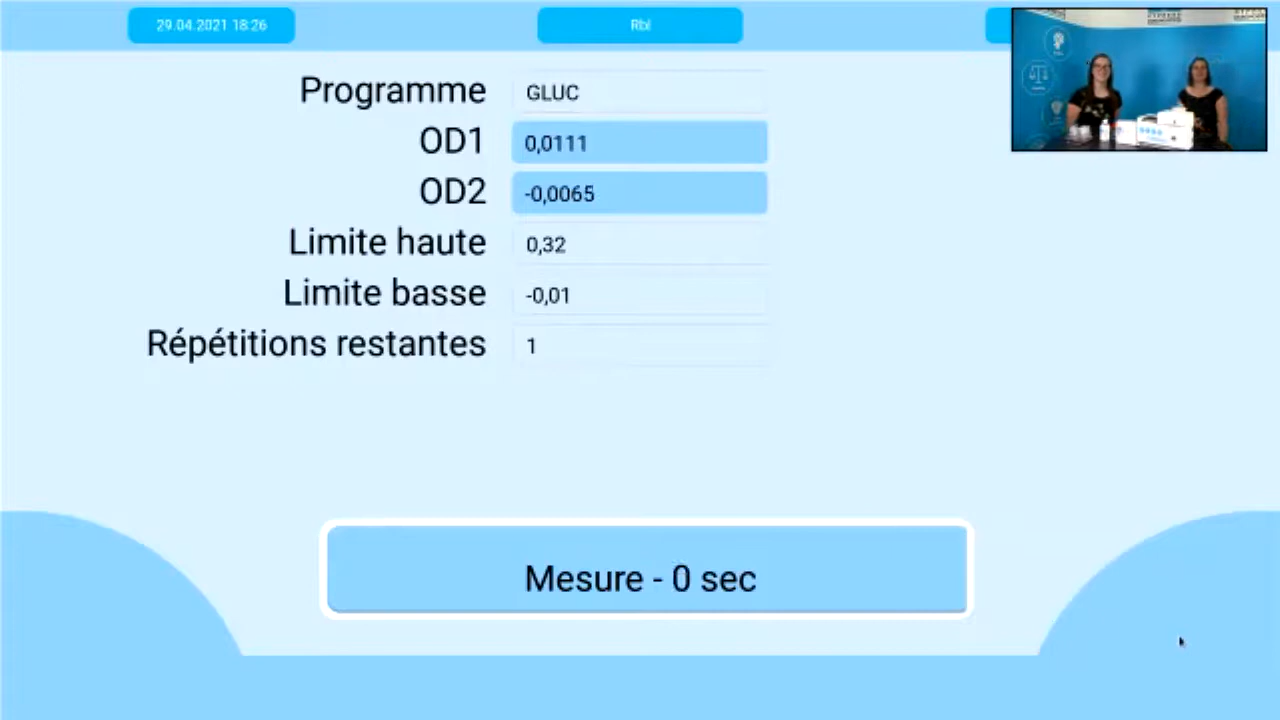 29.04.2021 18:26
Rbl
Programme GLUC
OD1 0,0111
OD2 -0,0065
Limite haute 0,32
Limite basse -0,01
Répétitions restantes 1
Mesure - 0 sec